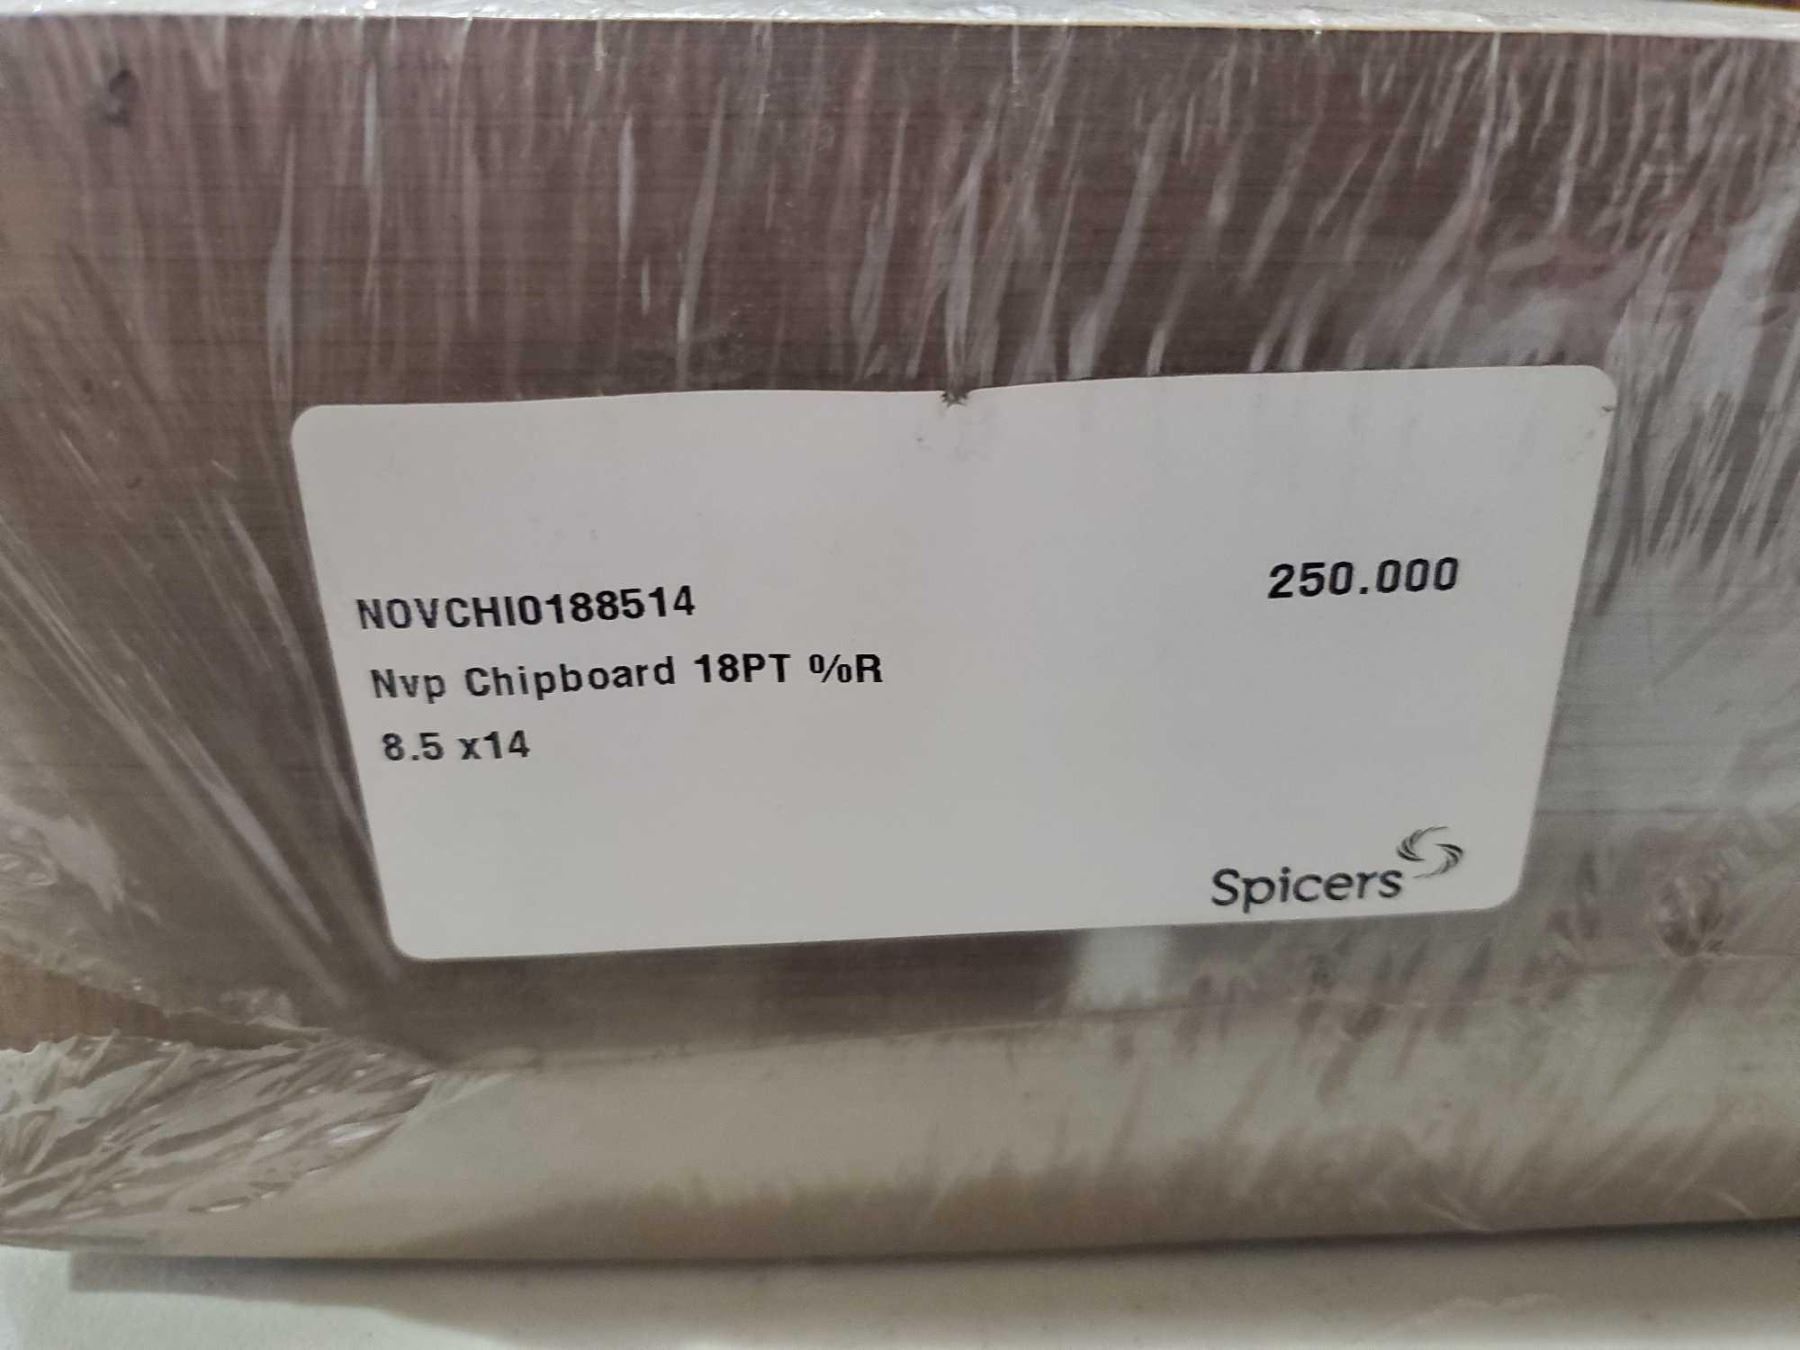 NOVCHI0188514
250.000
Nvp Chipboard 18PT %R
8.5 x14
Spicers